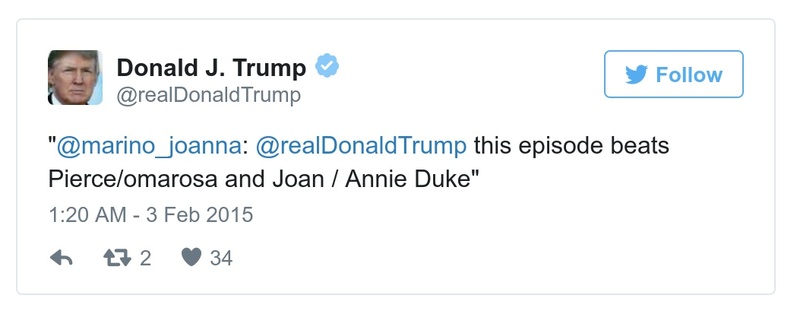 Donald J. Trump
@realDonaldTrump
Follow
"@marino_joanna: @realDonaldTrump this episode beats
Pierce/omarosa and Joan / Annie Duke"
1:20 AM - 3 Feb 2015
2 34